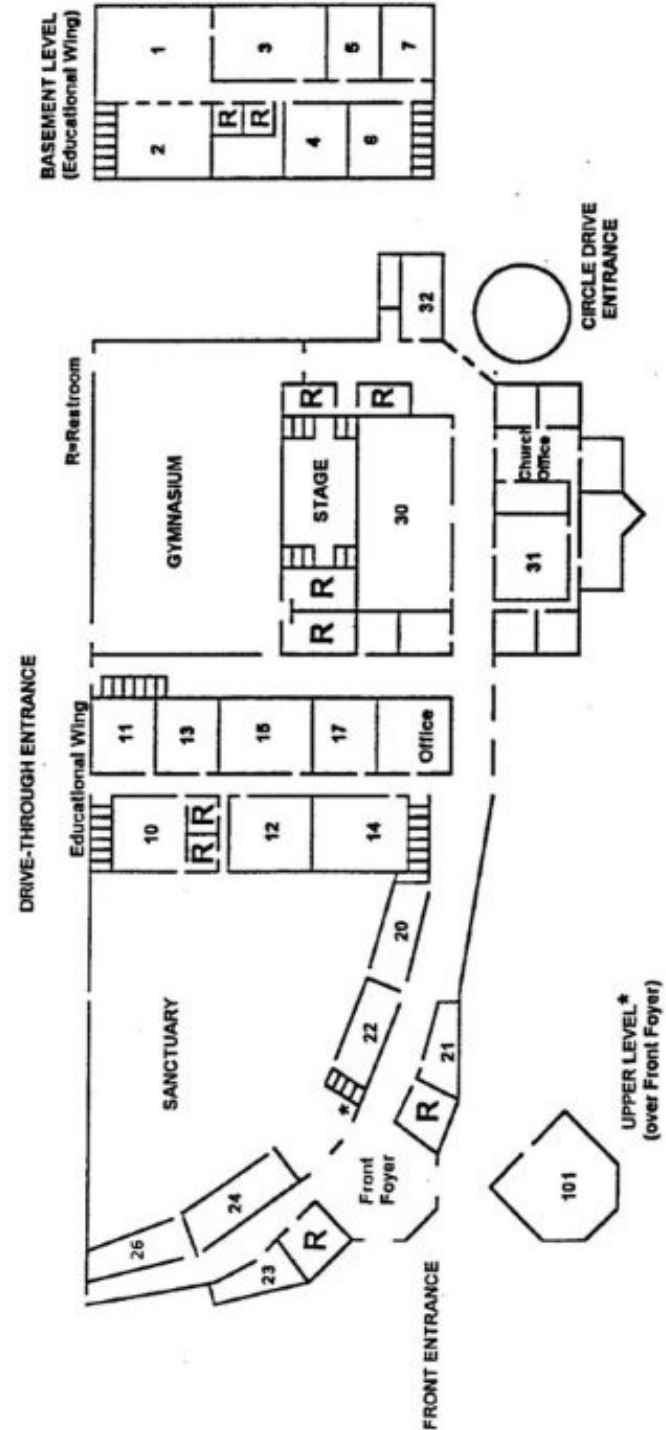 BASEMENT LEVEL
(Educational Wing)
1
3
5
7
2
R
R
4
6
DRIVE-THROUGH ENTRANCE
R=Restroom
Educational Wing
GYMNASIUM
SANCTUARY
10
R
R
12
14
11
13
15
17
Office
R
R
STAGE
R
R
30
32
CIRCLE DRIVE
ENTRANCE
31
Church
Office
26
24
23
R
Front
Foyer
*
22
20
R
21
FRONT ENTRANCE
101
UPPER LEVEL*
(over Front Foyer)